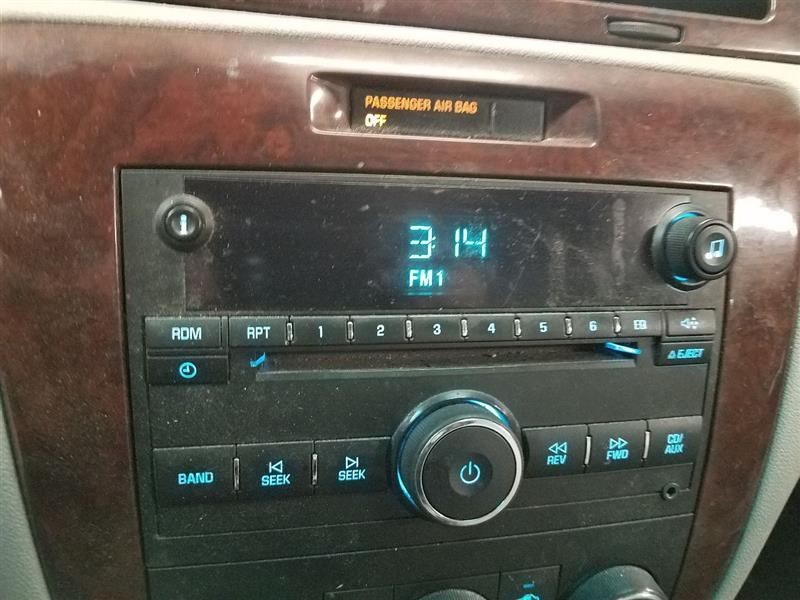 PASSENGER AIR BAG
OFF
i
3:14
FM1
RDM RPT 1 2 3 4 5 6 EQ
EJECT
BAND SEEK SEEK REV FWD CD/
AUX